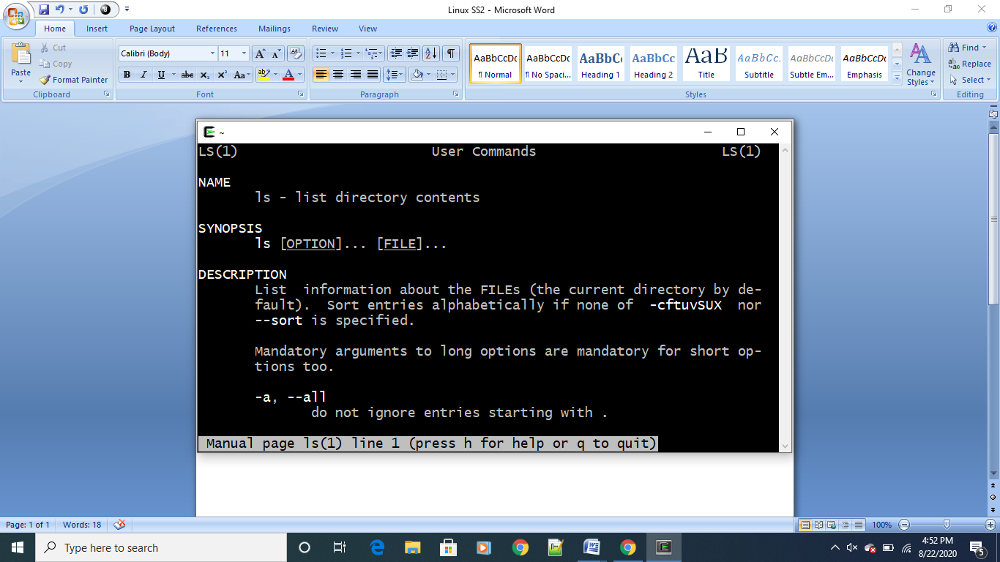 Linux SS2 - Microsoft Word
Home Insert Page Layout References Mailings Review View
Paste
Cut
Copy
Format Painter
Clipboard
Calibri (Body) 11
B I U abc x₂ x² Aa ab A
Font
Paragraph
AaBbCcDc AaBbCcDc AaBbC AaBbCc AaB AaBbCc. AaBbCcDc AaBbCcDc
¶ Normal ¶ No Spaci... Heading 1 Heading 2 Title Subtitle Subtle Em... Emphasis
Change
Styles
Styles
Find
Replace
Select
Editing
~
LS(1) User Commands LS(1)
NAME
ls - list directory contents
SYNOPSIS
ls [OPTION]... [FILE]...
DESCRIPTION
List  information about the FILEs (the current directory by de-
fault).  Sort entries alphabetically if none of  -cftuvSUX  nor
--sort is specified.
Mandatory arguments to long options are mandatory for short op-
tions too.
-a, --all
do not ignore entries starting with .
Manual page ls(1) line 1 (press h for help or q to quit)
Page: 1 of 1 Words: 18 100%
Type here to search
4:52 PM
8/22/2020
5